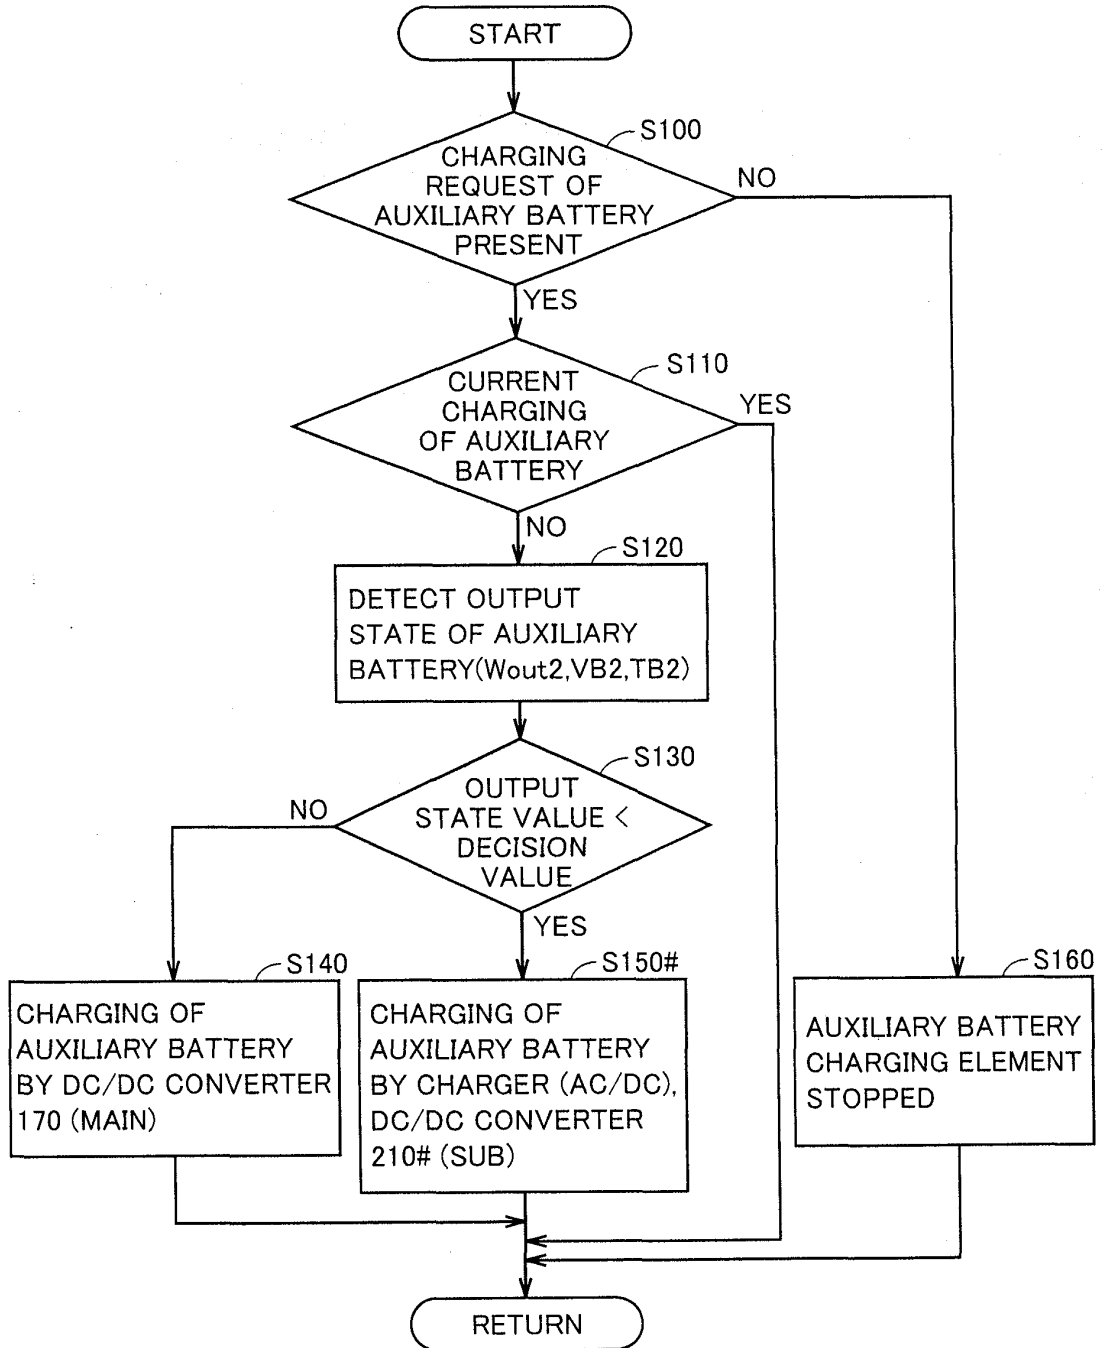 START
S100
CHARGING
REQUEST OF
AUXILIARY BATTERY
PRESENT
NO
YES
S110
CURRENT
CHARGING
OF AUXILIARY
BATTERY
YES
NO
S120
DETECT OUTPUT
STATE OF AUXILIARY
BATTERY(Wout2,VB2,TB2)
S130
OUTPUT
STATE VALUE <
DECISION
VALUE
NO
YES
S140
CHARGING OF
AUXILIARY BATTERY
BY DC/DC CONVERTER
170 (MAIN)
S150#
CHARGING OF
AUXILIARY BATTERY
BY CHARGER (AC/DC),
DC/DC CONVERTER
210# (SUB)
S160
AUXILIARY BATTERY
CHARGING ELEMENT
STOPPED
RETURN